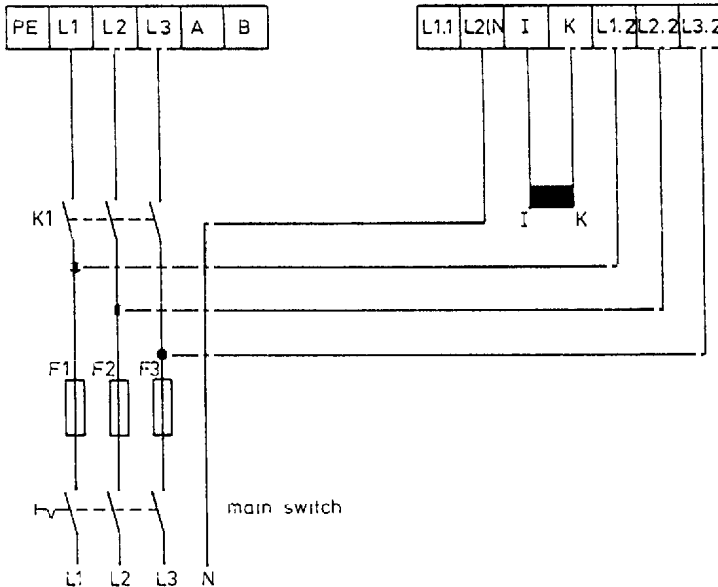 PE L1 L2 L3 A B
L1.1 L2(N I K L1.2 L2.2 L3.2
K1
I K
F1 F2 F3
main switch
L1 L2 L3 N